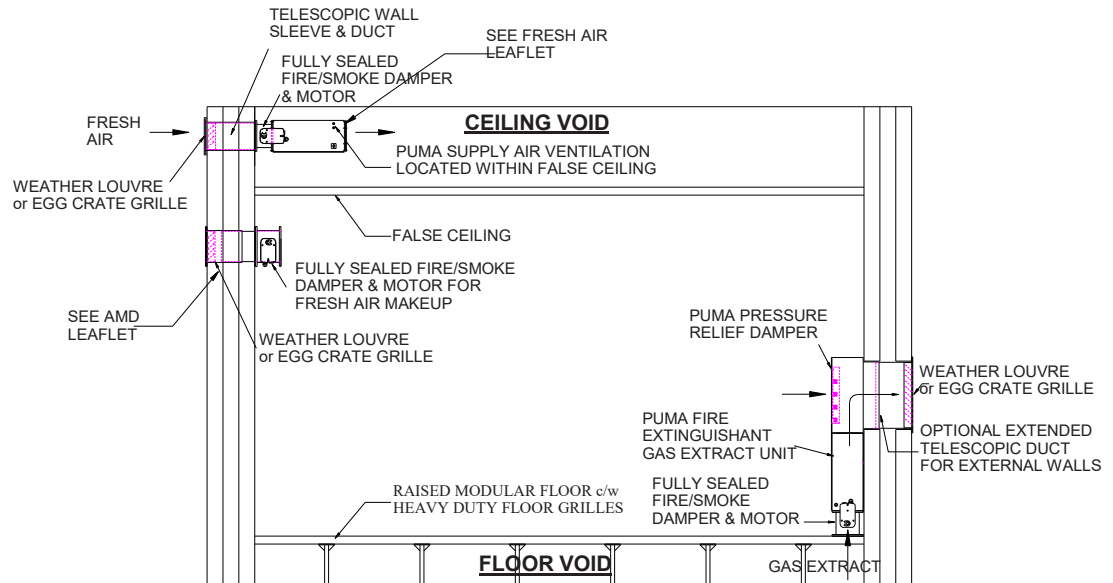 TELESCOPIC WALL
SLEEVE & DUCT
SEE FRESH AIR
LEAFLET
FULLY SEALED
FIRE/SMOKE DAMPER
& MOTOR
FRESH
AIR
CEILING VOID
PUMA SUPPLY AIR VENTILATION
LOCATED WITHIN FALSE CEILING
WEATHER LOUVRE
or EGG CRATE GRILLE
FALSE CEILING
FULLY SEALED FIRE/SMOKE
DAMPER & MOTOR FOR
FRESH AIR MAKEUP
SEE AMD
LEAFLET
WEATHER LOUVRE
or EGG CRATE GRILLE
PUMA PRESSURE
RELIEF DAMPER
WEATHER LOUVRE
or EGG CRATE GRILLE
PUMA FIRE
EXTINGUISHANT
GAS EXTRACT UNIT
OPTIONAL EXTENDED
TELESCOPIC DUCT
FOR EXTERNAL WALLS
FULLY SEALED
FIRE/SMOKE
DAMPER & MOTOR
RAISED MODULAR FLOOR c/w
HEAVY DUTY FLOOR GRILLES
FLOOR VOID
GAS EXTRACT